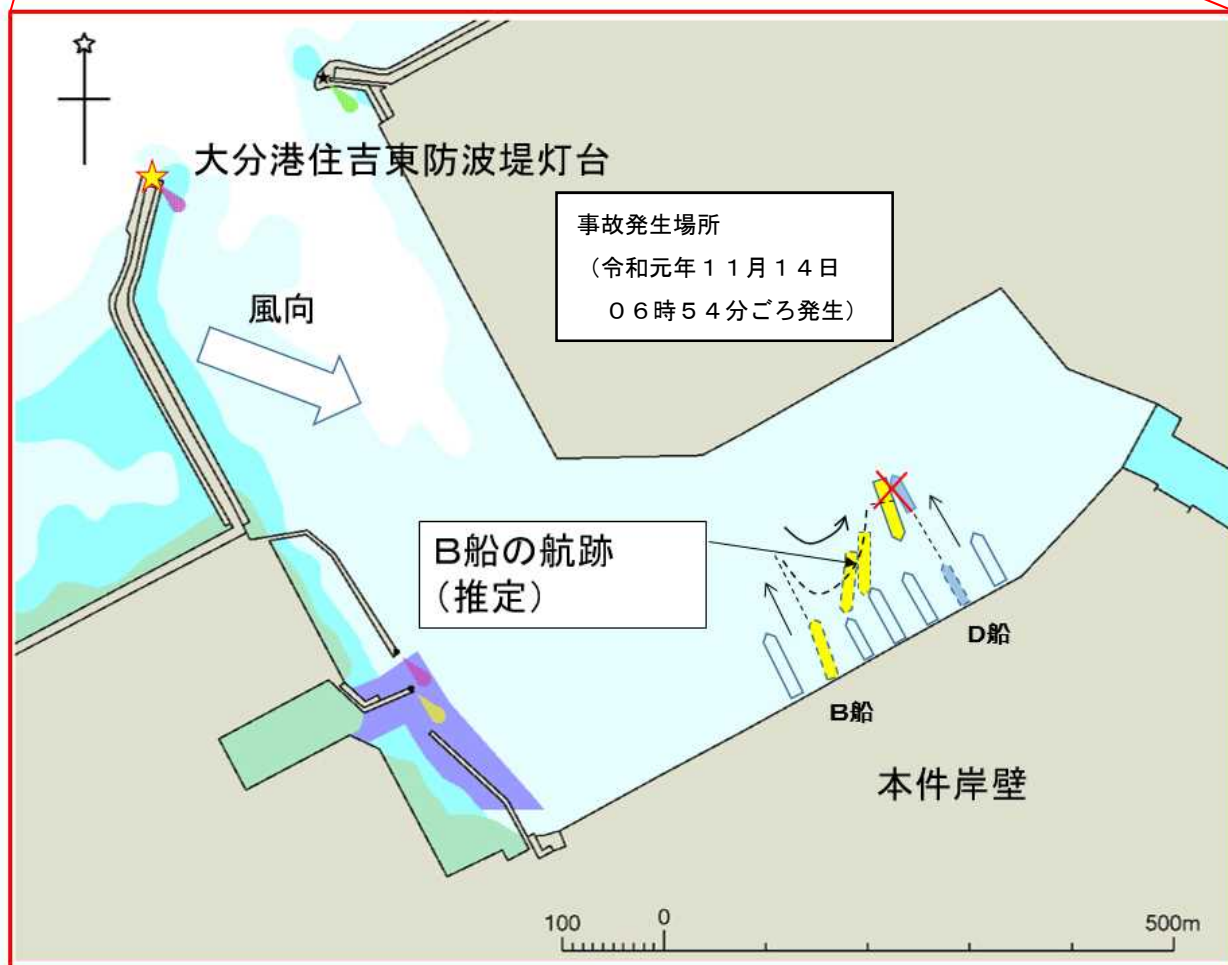 大分港住吉東防波堤灯台
事故発生場所
（令和元年１１月１４日
０６時５４分ごろ発生）
風向
Ｂ船の航跡
（推定）
Ｄ船
Ｂ船
本件岸壁
100 0 500m